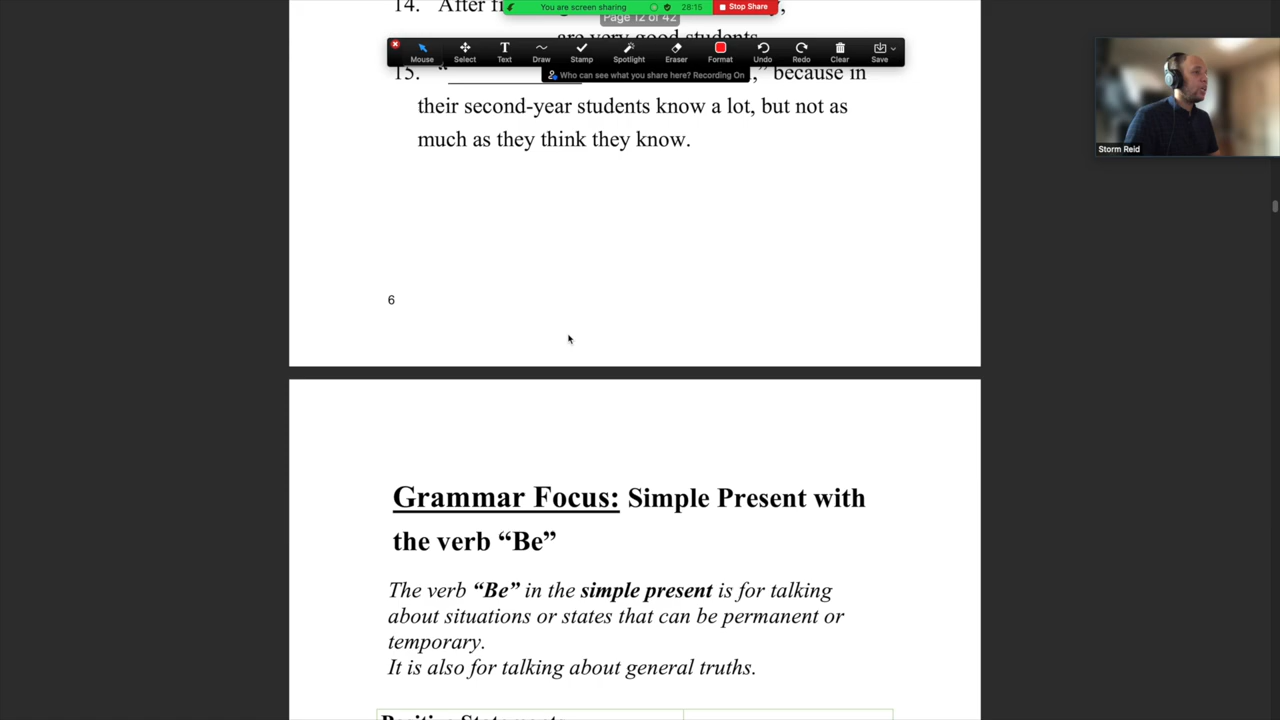 14. After fi
You are screen sharing
28:15
Stop Share
Page 12 of 42
are very good students
Mouse
Select
Text
Draw
Stamp
Spotlight
Eraser
Format
Undo
Redo
Clear
Save
Who can see what you share here? Recording On
15. “____________ ,” because in
their second-year students know a lot, but not as
much as they think they know.
Storm Reid
6
Grammar Focus: Simple Present with
the verb “Be”
The verb “Be” in the simple present is for talking
about situations or states that can be permanent or
temporary.
It is also for talking about general truths.
Positive Statements